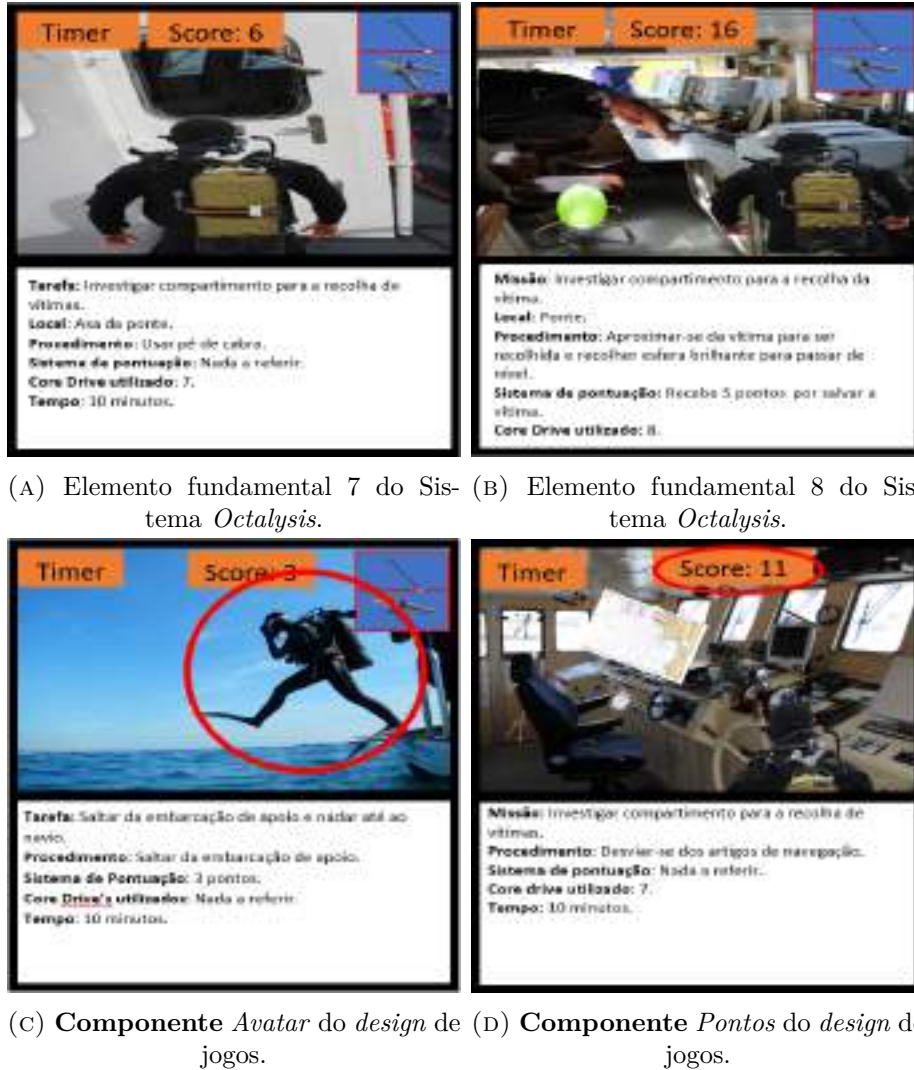 Timer Score: 6
Tarefa: Investigar compartimento para a recolha de
vítimas.
Local: Asa da ponte.
Procedimento: Usar pé de cabra.
Sistema de pontuação: Nada a referir.
Core Drive utilizado: 7.
Tempo: 10 minutos.
(A) Elemento fundamental 7 do Sis-
tema Octalysis.
Timer Score: 16
Missão: Investigar compartimento para a recolha da
vítima.
Local: Ponte.
Procedimento: Aproximar-se da vítima para ser
recolhida e recolher esfera brilhante para passar de
nível.
Sistema de pontuação: Recebe 5 pontos por salvar a
vítima.
Core Drive utilizado: 8.
(B) Elemento fundamental 8 do Sis
tema Octalysis.
Timer Score: 3
Tarefa: Saltar da embarcação de apoio e nadar até ao
navio.
Procedimento: Saltar da embarcação de apoio.
Sistema de Pontuação: 3 pontos.
Core Drive's utilizados: Nada a referir.
Tempo: 10 minutos.
(C) Componente Avatar do design de
jogos.
Timer Score: 11
Missão: Investigar compartimento para a recolha de
vítimas.
Procedimento: Desviar-se dos artigos de navegação.
Sistema de pontuação: Nada a referir.
Core drive utilizado: 7.
Tempo: 10 minutos.
(D) Componente Pontos do design d
jogos.